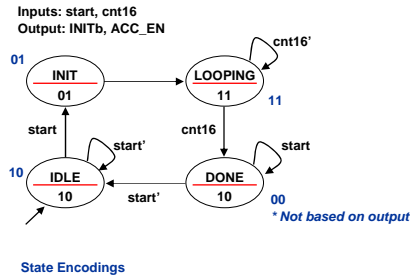 Inputs: start, cnt16
Output: INITb, ACC_EN
cnt16’
01
INIT
01
LOOPING
11
11
start
cnt16
start’
start
10
IDLE
10
start’
DONE
10
00
* Not based on output
State Encodings